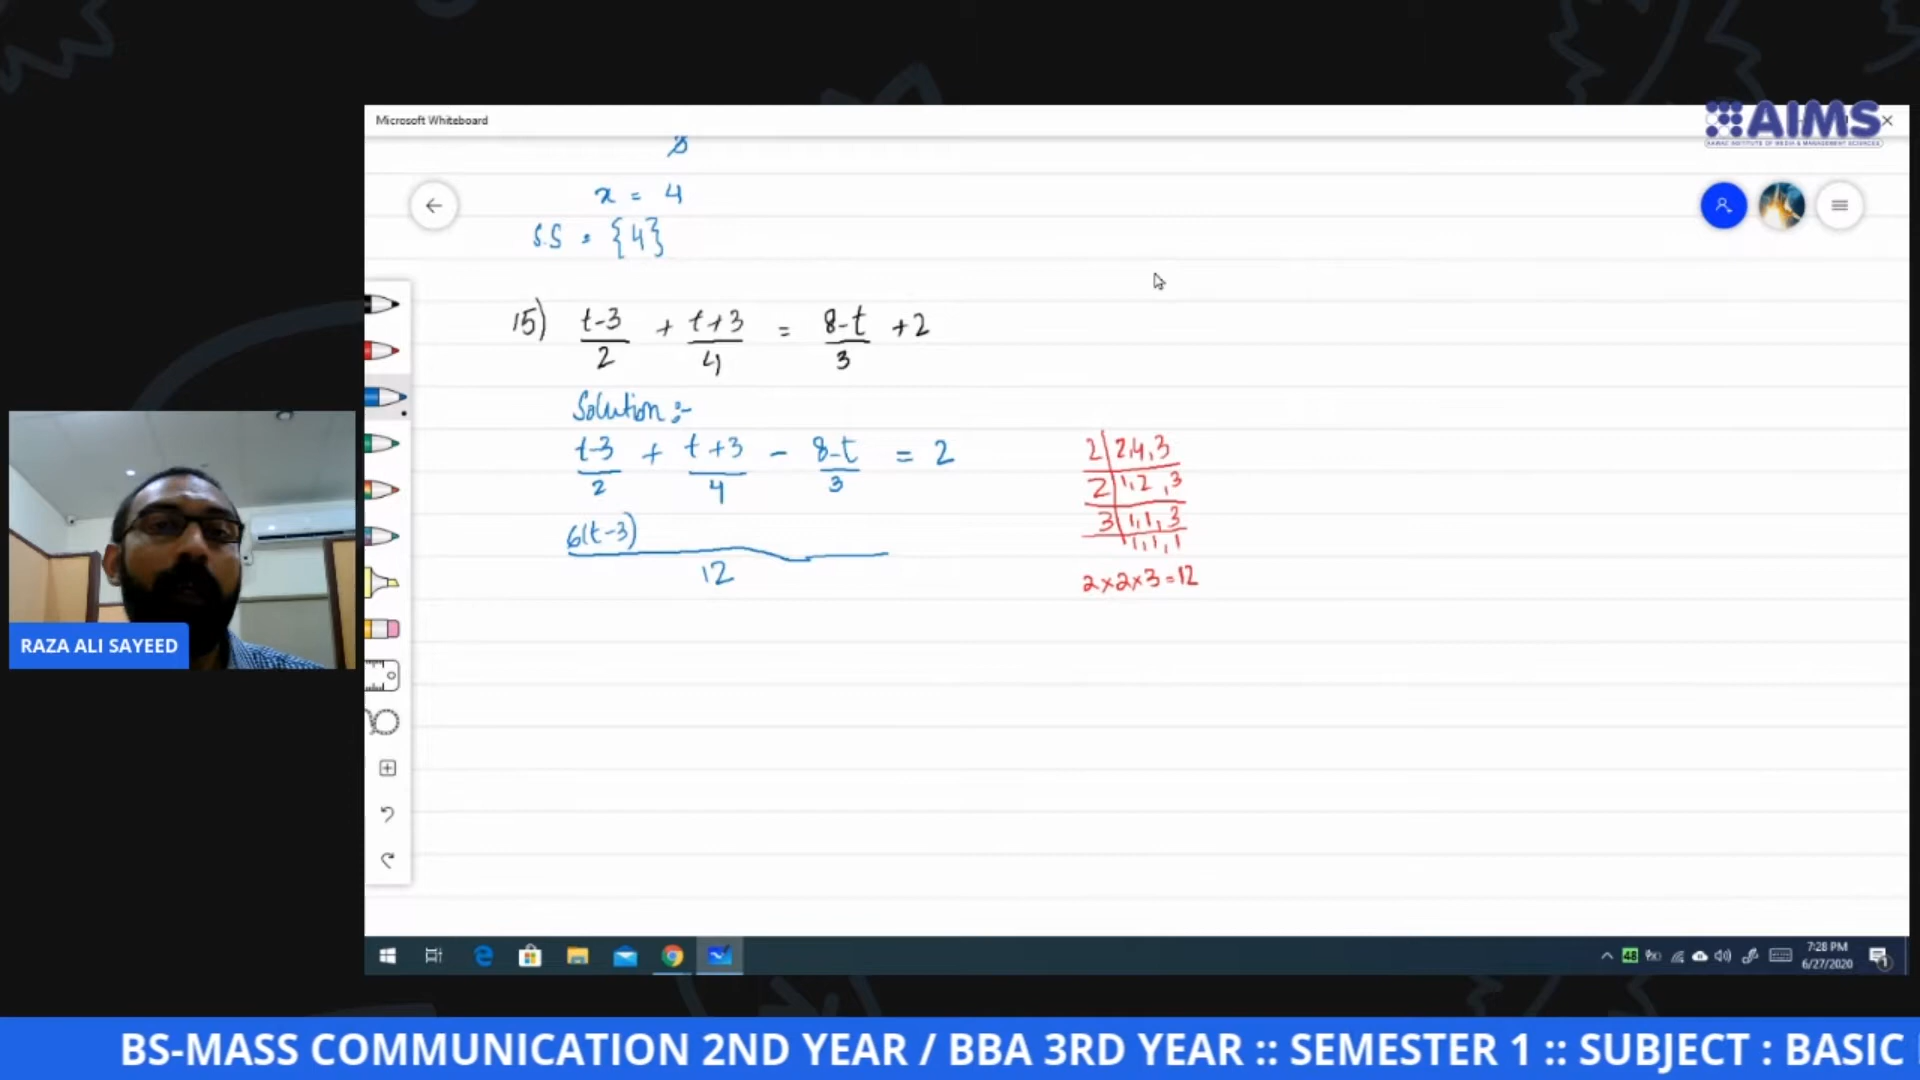 Microsoft Whiteboard
AIMS
x = 4
S.S = {4}
15) t-3/2 + t+3/4 = 8-t/3 + 2
Solution :-
t-3/2 + t+3/4 - 8-t/3 = 2
6(t-3)
12
2 | 2,4,3
2 | 1,2,3
3 | 1,1,3
1,1,1
2×2×3=12
RAZA ALI SAYEED
48
7:28 PM
6/27/2020
1
BS-MASS COMMUNICATION 2ND YEAR / BBA 3RD YEAR :: SEMESTER 1 :: SUBJECT : BASIC